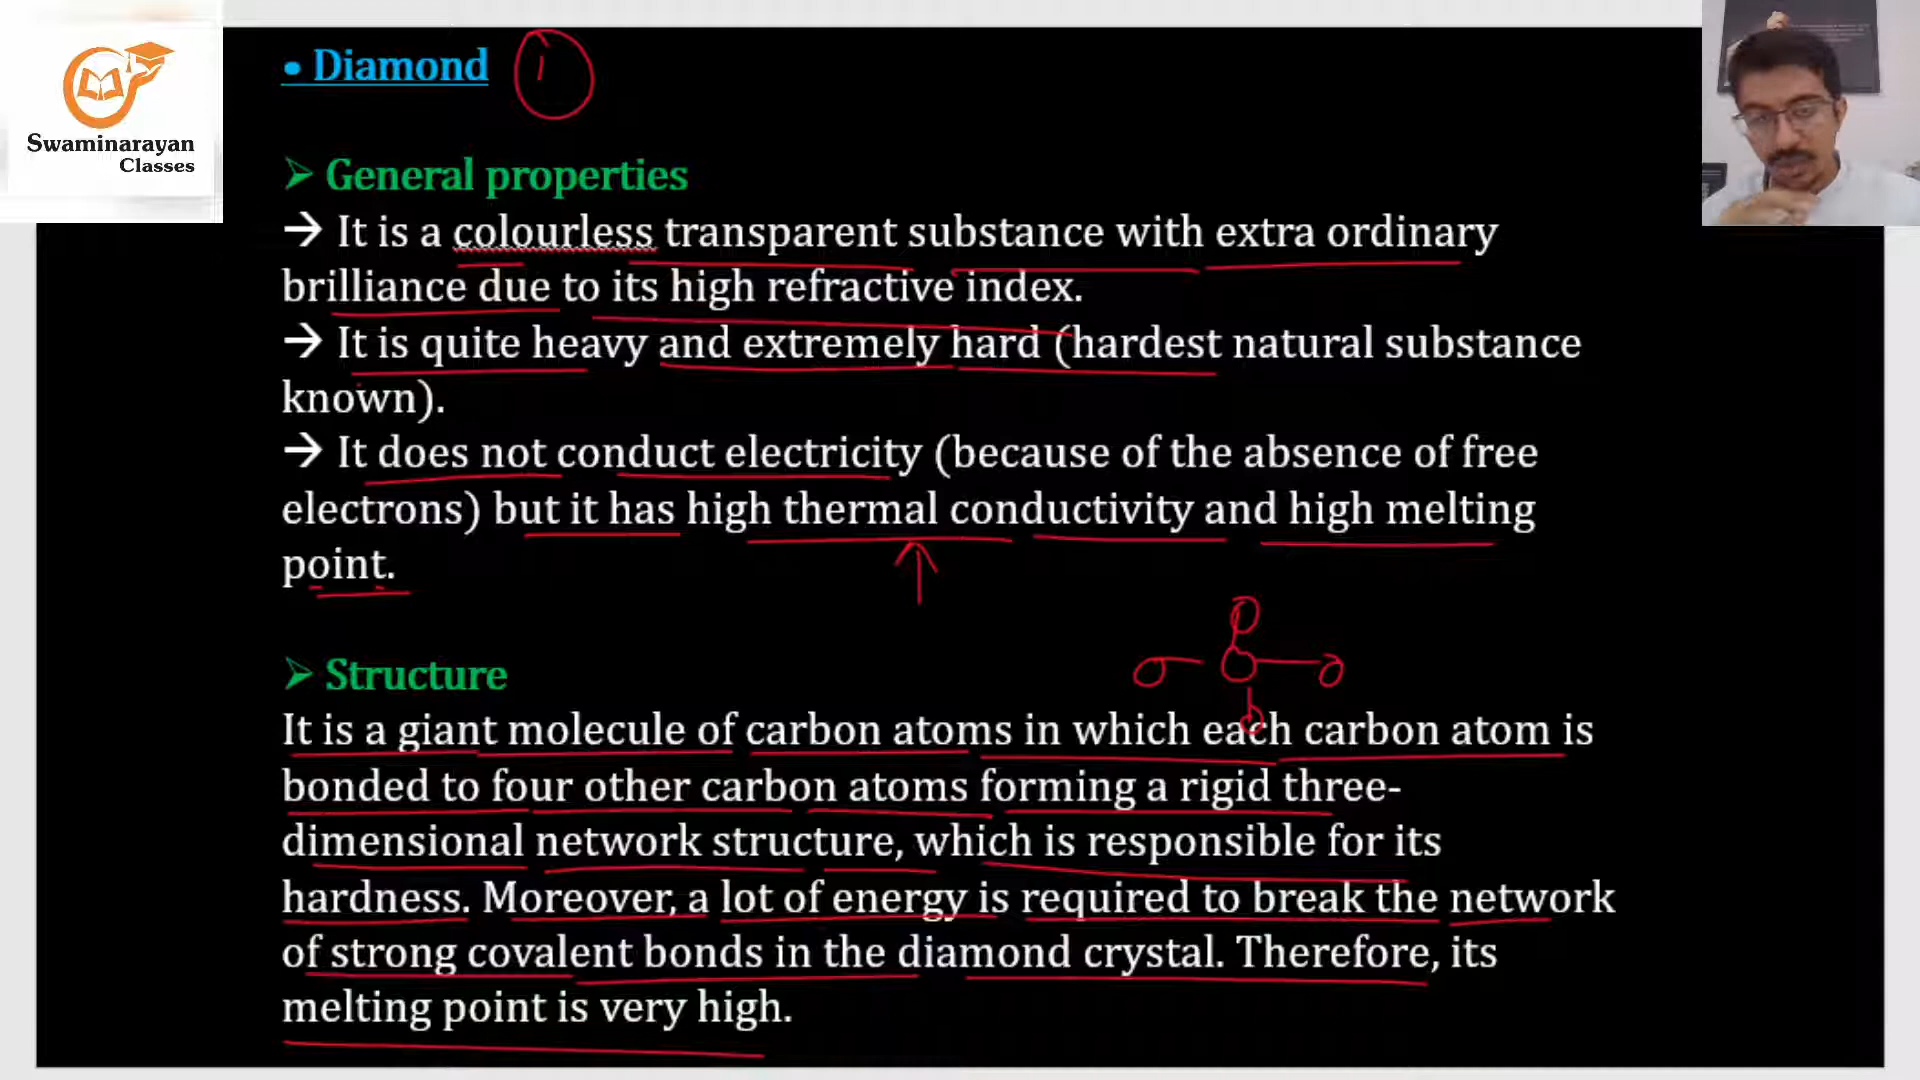 Swaminarayan
Classes
• Diamond
1
➢ General properties
→ It is a colourless transparent substance with extra ordinary
brilliance due to its high refractive index.
→ It is quite heavy and extremely hard (hardest natural substance
known).
→ It does not conduct electricity (because of the absence of free
electrons) but it has high thermal conductivity and high melting
point.
➢ Structure
It is a giant molecule of carbon atoms in which each carbon atom is
bonded to four other carbon atoms forming a rigid three-
dimensional network structure, which is responsible for its
hardness. Moreover, a lot of energy is required to break the network
of strong covalent bonds in the diamond crystal. Therefore, its
melting point is very high.